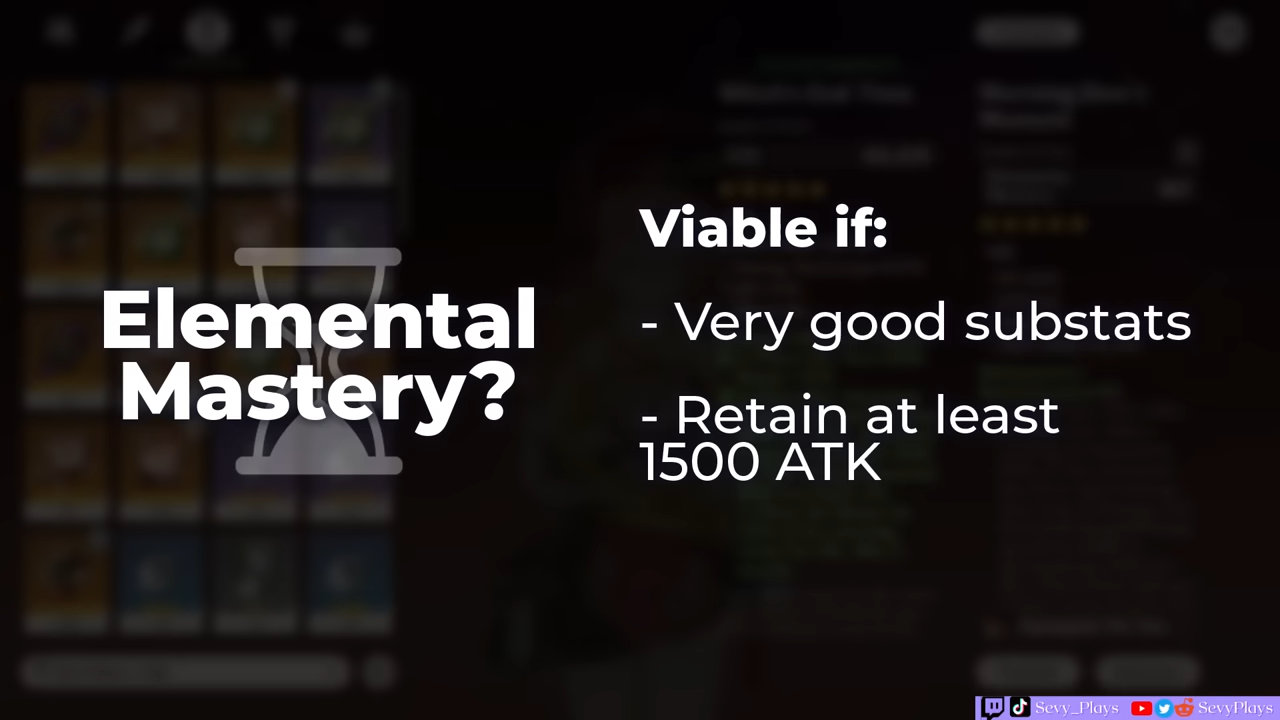 Elemental
Mastery?
Viable if:
- Very good substats
- Retain at least
1500 ATK
Sevy_Plays SevyPlays